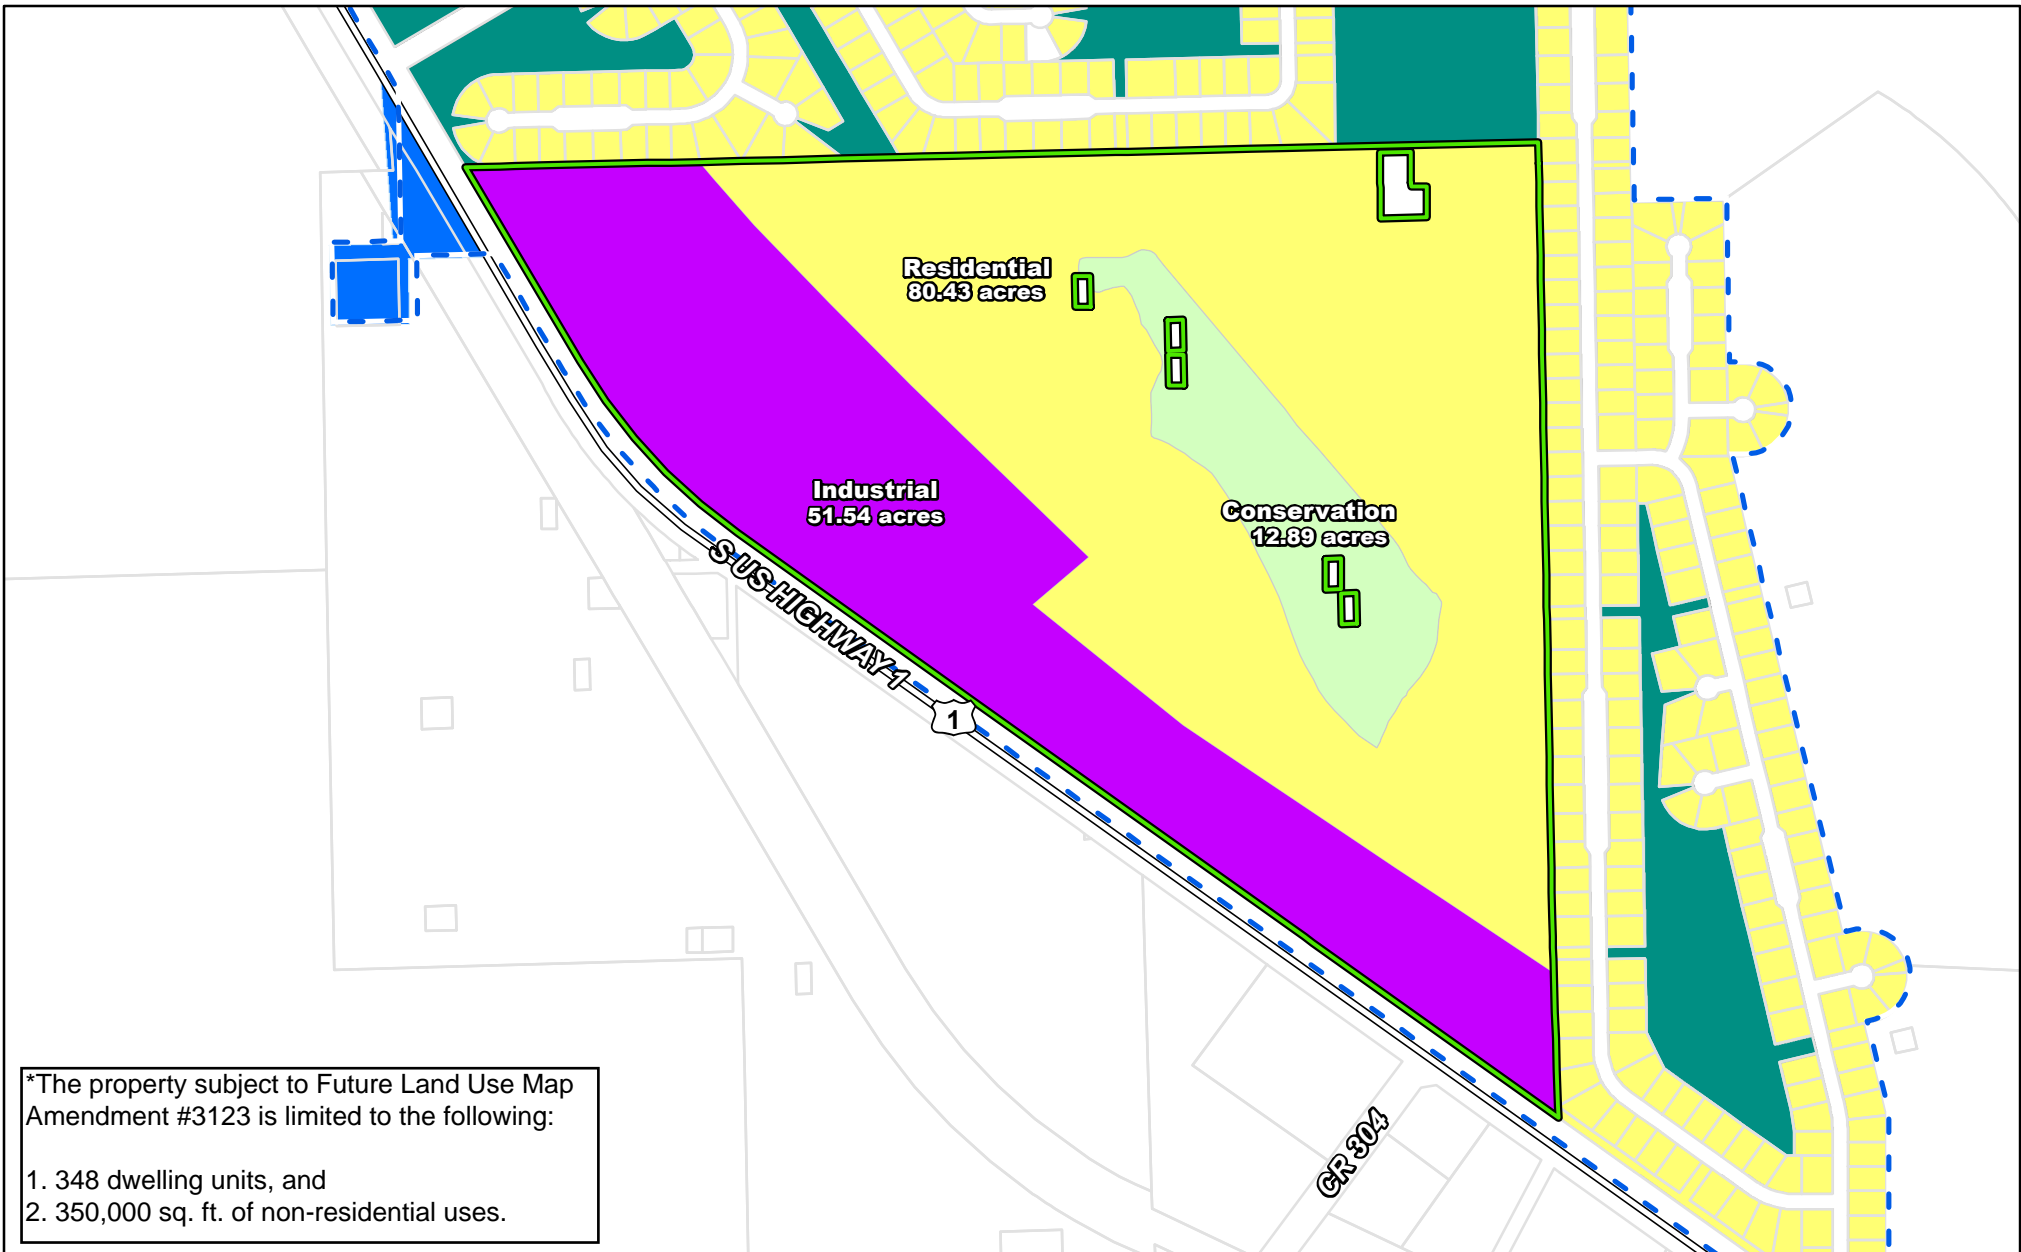 Residential
80.43 acres
Industrial
51.54 acres
Conservation
12.89 acres
S US HIGHWAY 1
1
CR 304
*The property subject to Future Land Use Map
Amendment #3123 is limited to the following:
1. 348 dwelling units, and
2. 350,000 sq. ft. of non-residential uses.